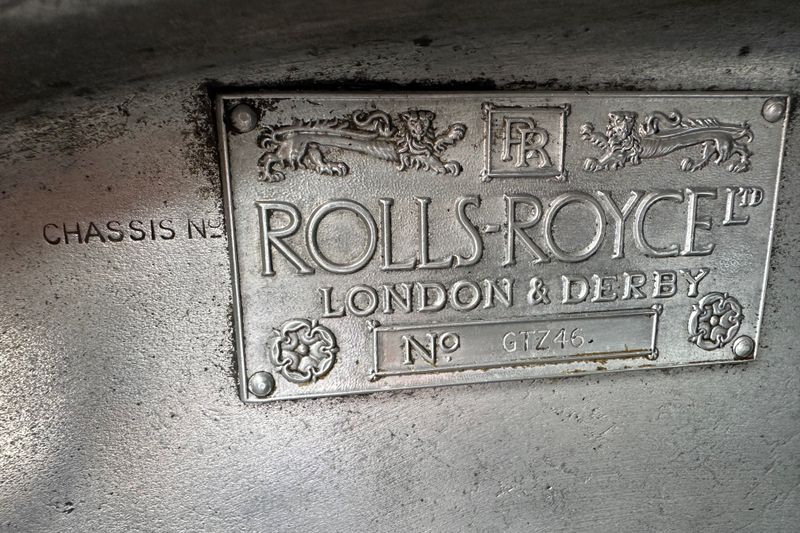 RR
CHASSIS Nº
ROLLS-ROYCE LTD
LONDON & DERBY
Nº GTZ46